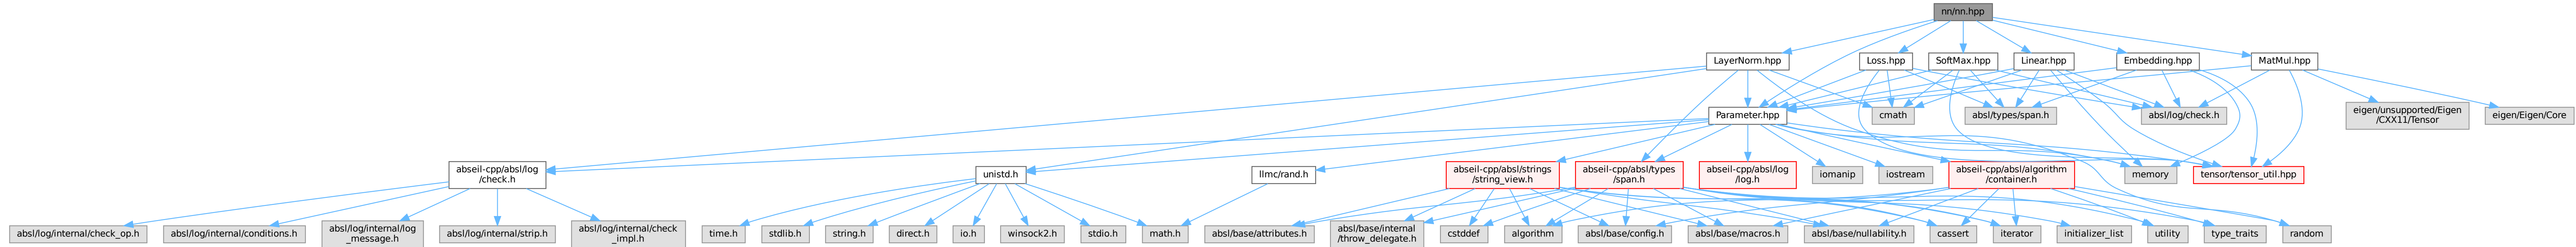 nn/nn.hpp
LayerNorm.hpp
Loss.hpp
SoftMax.hpp
Linear.hpp
Embedding.hpp
MatMul.hpp
Parameter.hpp
cmath
absl/types/span.h
absl/log/check.h
eigen/unsupported/Eigen
/CXX11/Tensor
eigen/Eigen/Core
abseil-cpp/absl/log
/check.h
unistd.h
llmc/rand.h
abseil-cpp/absl/strings
/string_view.h
abseil-cpp/absl/types
/span.h
abseil-cpp/absl/log
/log.h
iomanip
iostream
abseil-cpp/absl/algorithm
/container.h
memory
tensor/tensor_util.hpp
absl/log/internal/check_op.h
absl/log/internal/conditions.h
absl/log/internal/log
_message.h
absl/log/internal/strip.h
absl/log/internal/check
_impl.h
time.h
stdlib.h
string.h
direct.h
io.h
winsock2.h
stdio.h
math.h
absl/base/attributes.h
absl/base/internal
/throw_delegate.h
cstddef
algorithm
absl/base/config.h
absl/base/macros.h
absl/base/nullability.h
cassert
iterator
initializer_list
utility
type_traits
random